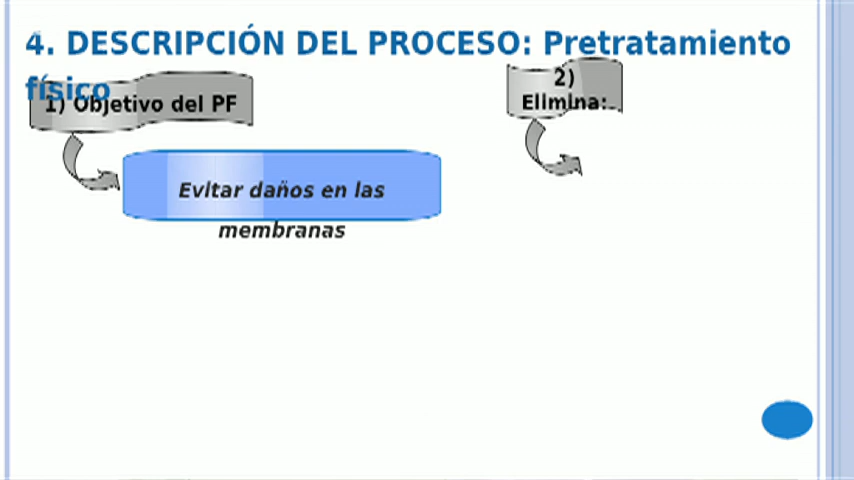 4. DESCRIPCIÓN DEL PROCESO: Pretratamiento
físico
1) Objetivo del PF
2)
Elimina:
Evitar daños en las
membranas